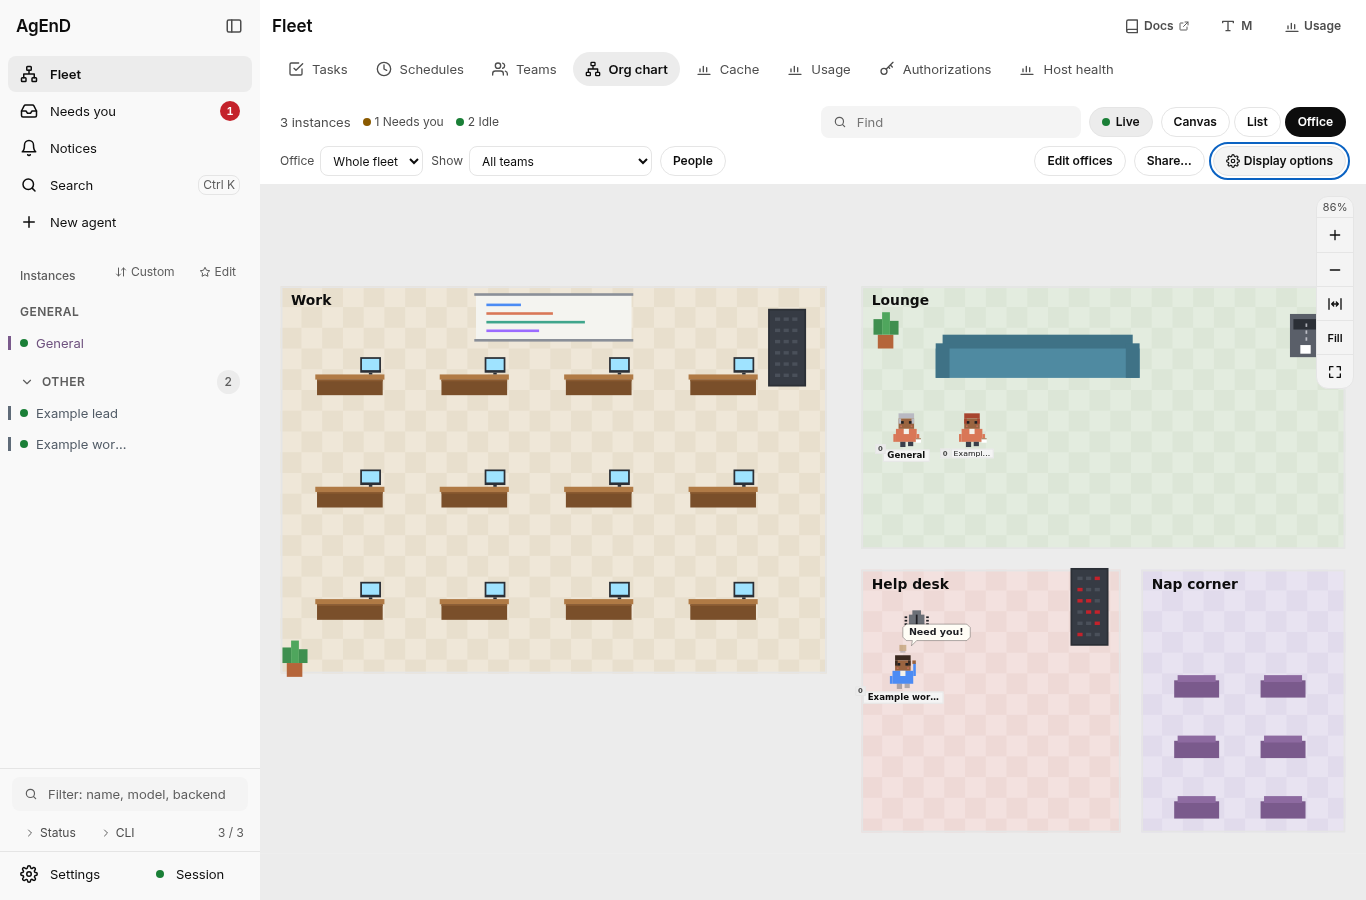 AgEnD
Fleet
Needs you
1
Notices
Search
Ctrl K
New agent
Instances
Custom
Edit
GENERAL
General
OTHER
2
Example lead
Example wor...
Filter: name, model, backend
Status
CLI
3 / 3
Settings
Session
Fleet
Docs
M
Usage
Tasks
Schedules
Teams
Org chart
Cache
Usage
Authorizations
Host health
3 instances
1 Needs you
2 Idle
Find
Live
Canvas
List
Office
Office
Whole fleet
Show
All teams
People
Edit offices
Share...
Display options
86%
Fill
Work
Lounge
0
General
0
Exampl...
Help desk
Need you!
0
Example wor...
Nap corner